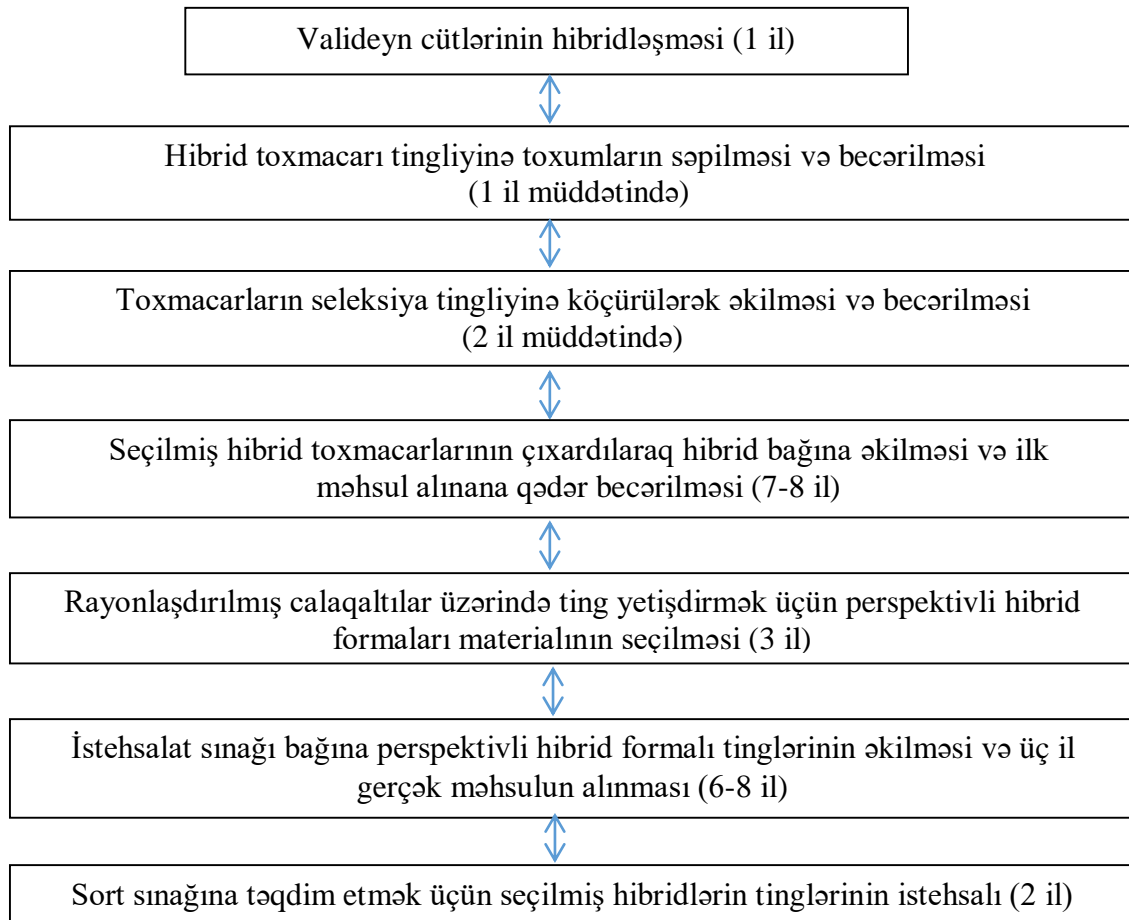 Valideyn cütlərinin hibridləşməsi (1 il)
Hibrid toxmacarı tingliyinə toxumların səpilməsi və becərilməsi
(1 il müddətində)
Toxmacarların seleksiya tingliyinə köçürülərək əkilməsi və becərilməsi
(2 il müddətində)
Seçilmiş hibrid toxmacarlarının çıxardılaraq hibrid bağına əkilməsi və ilk
məhsul alınana qədər becərilməsi (7-8 il)
Rayonlaşdırılmış calaqaltılar üzərində ting yetişdirmək üçün perspektivli hibrid
formaları materialının seçilməsi (3 il)
İstehsalat sınağı bağına perspektivli hibrid formalı tinglərinin əkilməsi və üç il
gerçək məhsulun alınması (6-8 il)
Sort sınağına təqdim etmək üçün seçilmiş hibridlərin tinglərinin istehsalı (2 il)